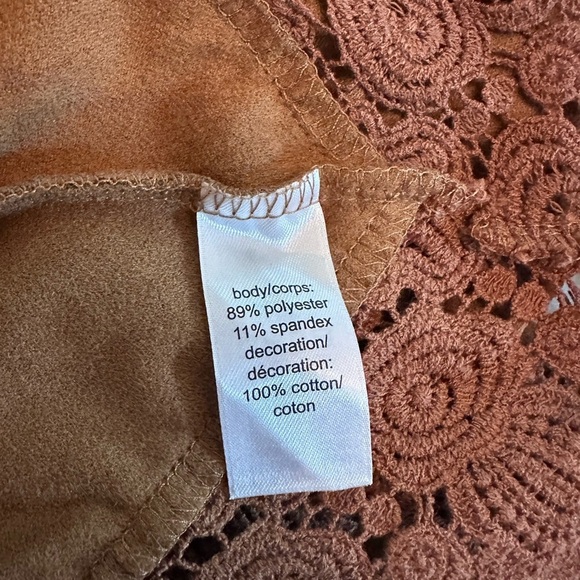 body/corps:
89% polyester
11% spandex
decoration/
décoration:
100% cotton/
coton